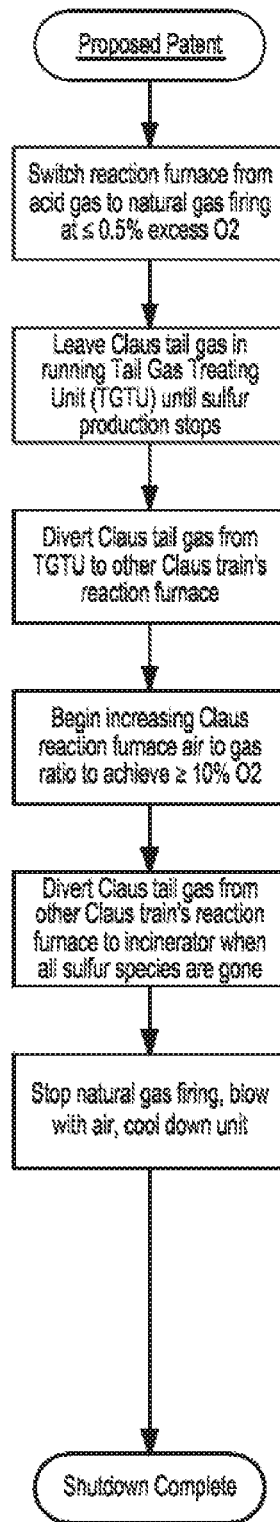 Proposed Patent
Switch reaction furnace from
acid gas to natural gas firing
at ≤ 0.5% excess O2
Leave Claus tail gas in
running Tail Gas Treating
Unit (TGTU) until sulfur
production stops
Divert Claus tail gas from
TGTU to other Claus train's
reaction furnace
Begin increasing Claus
reaction furnace air to gas
ratio to achieve ≥ 10% O2
Divert Claus tail gas from
other Claus train's reaction
furnace to incinerator when
all sulfur species are gone
Stop natural gas firing, blow
with air, cool down unit
Shutdown Complete